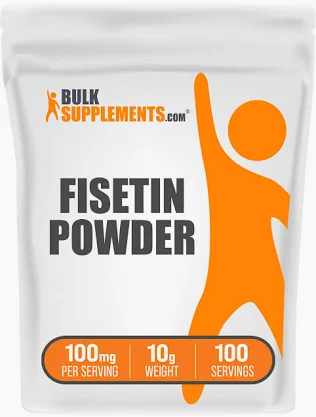 BULK
SUPPLEMENTS.COM®
FISETIN
POWDER
100mg 10g 100
PER SERVING WEIGHT SERVINGS